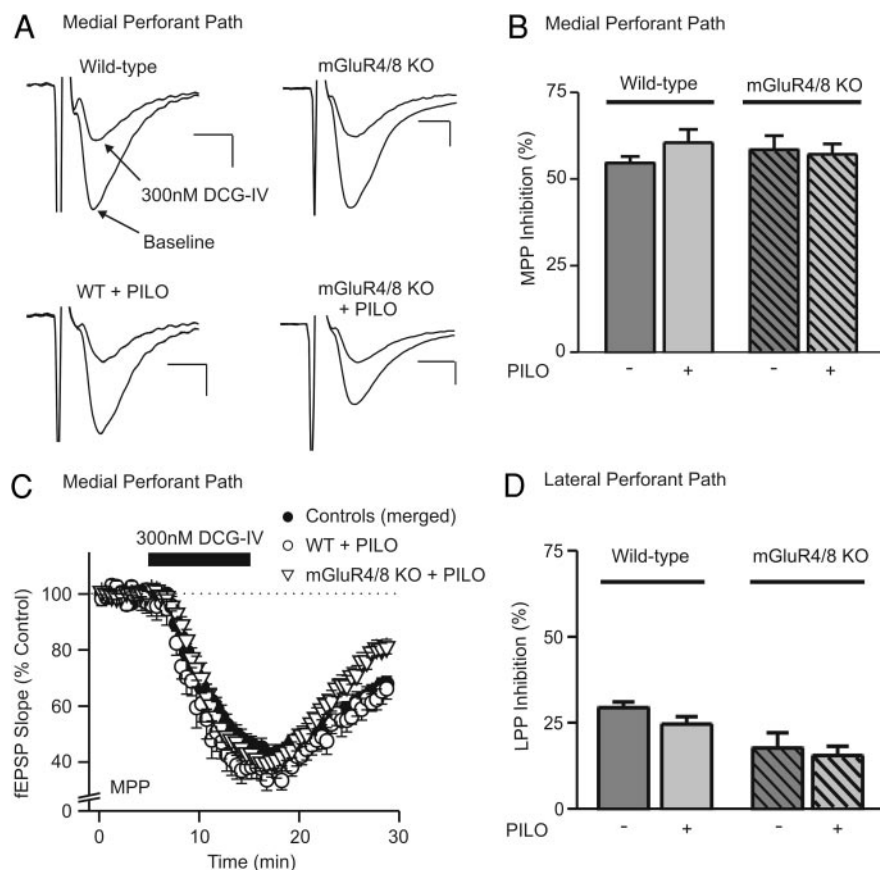 A Medial Perforant Path
Wild-type
mGluR4/8 KO
300nM DCG-IV
Baseline
WT + PILO
mGluR4/8 KO
+ PILO
B Medial Perforant Path
MPP Inhibition (%)
75
50
25
0
Wild-type
mGluR4/8 KO
PILO - + - +
C Medial Perforant Path
300nM DCG-IV
Controls (merged)
WT + PILO
mGluR4/8 KO + PILO
fEPSP Slope (% Control)
100
80
60
40
0
MPP
0 10 20 30
Time (min)
D Lateral Perforant Path
LPP Inhibition (%)
75
50
25
0
Wild-type
mGluR4/8 KO
PILO - + - +